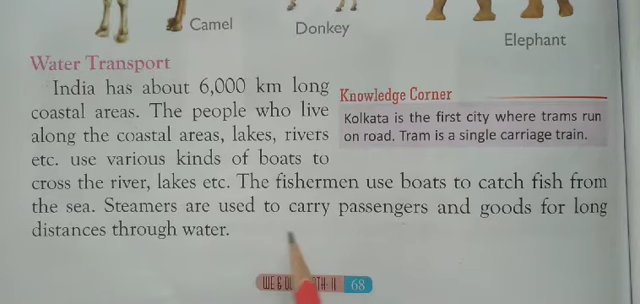 Camel
Donkey
Elephant
Water Transport
India has about 6,000 km long
coastal areas. The people who live
along the coastal areas, lakes, rivers
etc. use various kinds of boats to
cross the river, lakes etc. The fishermen use boats to catch fish from
the sea. Steamers are used to carry passengers and goods for long
distances through water.
Knowledge Corner
Kolkata is the first city where trams run
on road. Tram is a single carriage train.
WE & 68